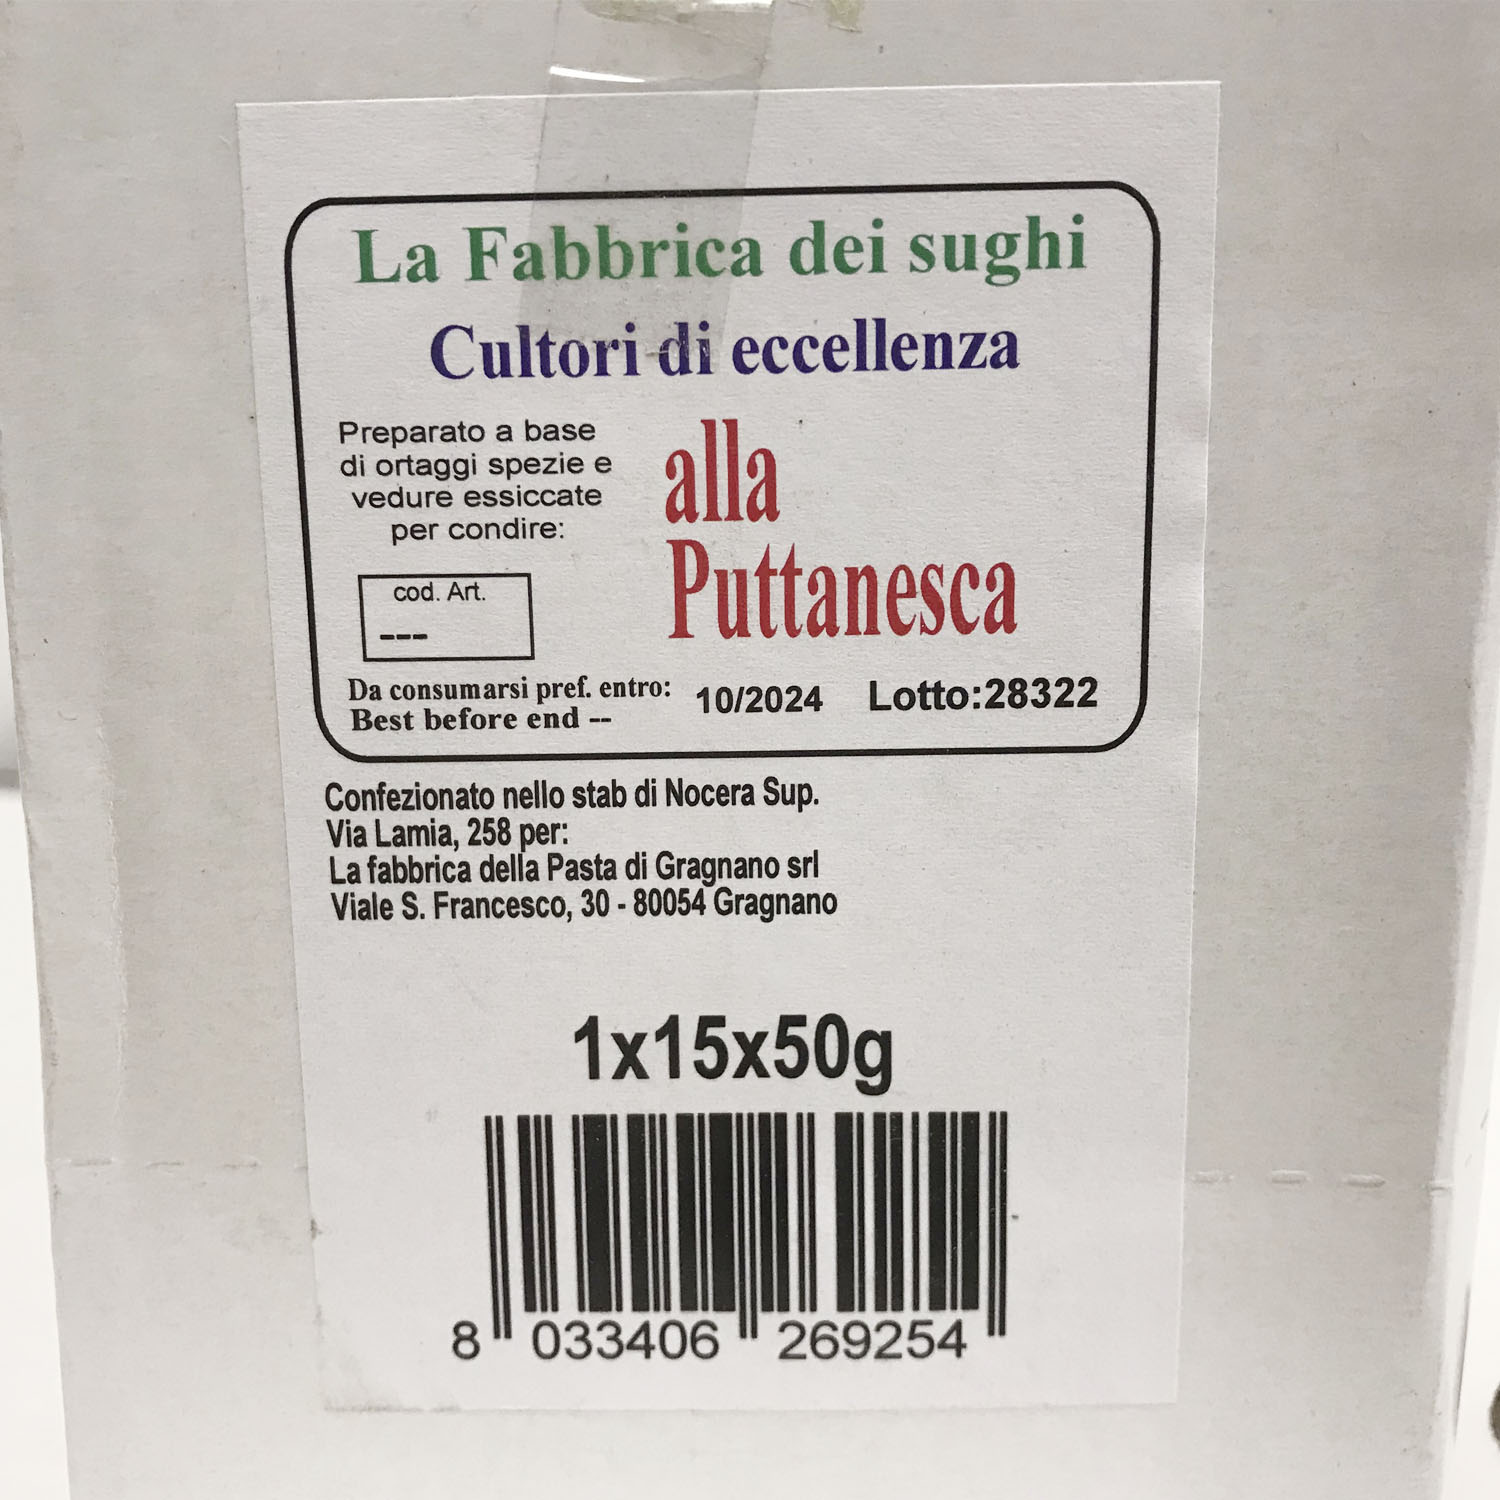 La Fabbrica dei sughi
Cultori di eccellenza
Preparato a base
di ortaggi spezie e
vedure essiccate
per condire:
alla
Puttanesca
cod. Art.
---
Da consumarsi pref. entro:
Best before end --
10/2024
Lotto:28322
Confezionato nello stab di Nocera Sup.
Via Lamia, 258 per:
La fabbrica della Pasta di Gragnano srl
Viale S. Francesco, 30 - 80054 Gragnano
1x15x50g
8 033406 269254